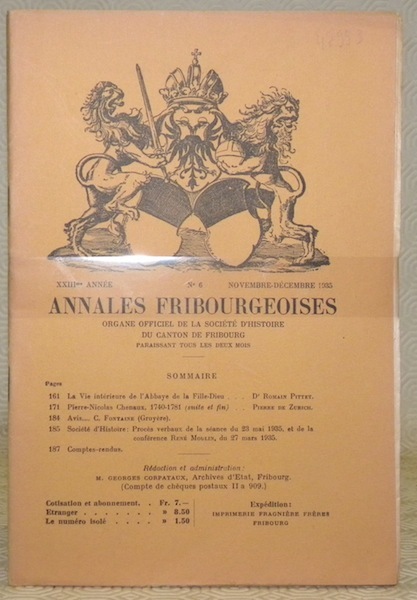 XXIIIme ANNÉE No 6 NOVEMBRE-DÉCEMBRE 1935
ANNALES FRIBOURGEOISES
ORGANE OFFICIEL DE LA SOCIÉTÉ D'HISTOIRE
DU CANTON DE FRIBOURG
PARAISSANT TOUS LES DEUX MOIS
SOMMAIRE
Pages
161 La Vie intérieure de l'Abbaye de la Fille-Dieu . . . Dr ROMAIN PITTET.
171 Pierre-Nicolas Chenaux, 1740-1781 (suite et fin) . . PIERRE DE ZURICH.
184 Avis... C. FONTAINE (Gruyère).
185 Société d'Histoire: Procès verbaux de la séance du 23 mai 1935, et de la
conférence RENÉ du 27 mars 1935.
187 Comptes-rendus.
Rédaction et administration:
M. GEORGES CORPATAUX, Archives d'Etat, Fribourg.
(Compte de chèques postaux II a 909.)
Cotisation et abonnement. . Fr. 7.—
Etranger . . . . . . . » 8.50
Le numéro isolé . . . . » 1.50
Expédition:
IMPRIMERIE FRAGNIÈRE FRÈRES
FRIBOURG